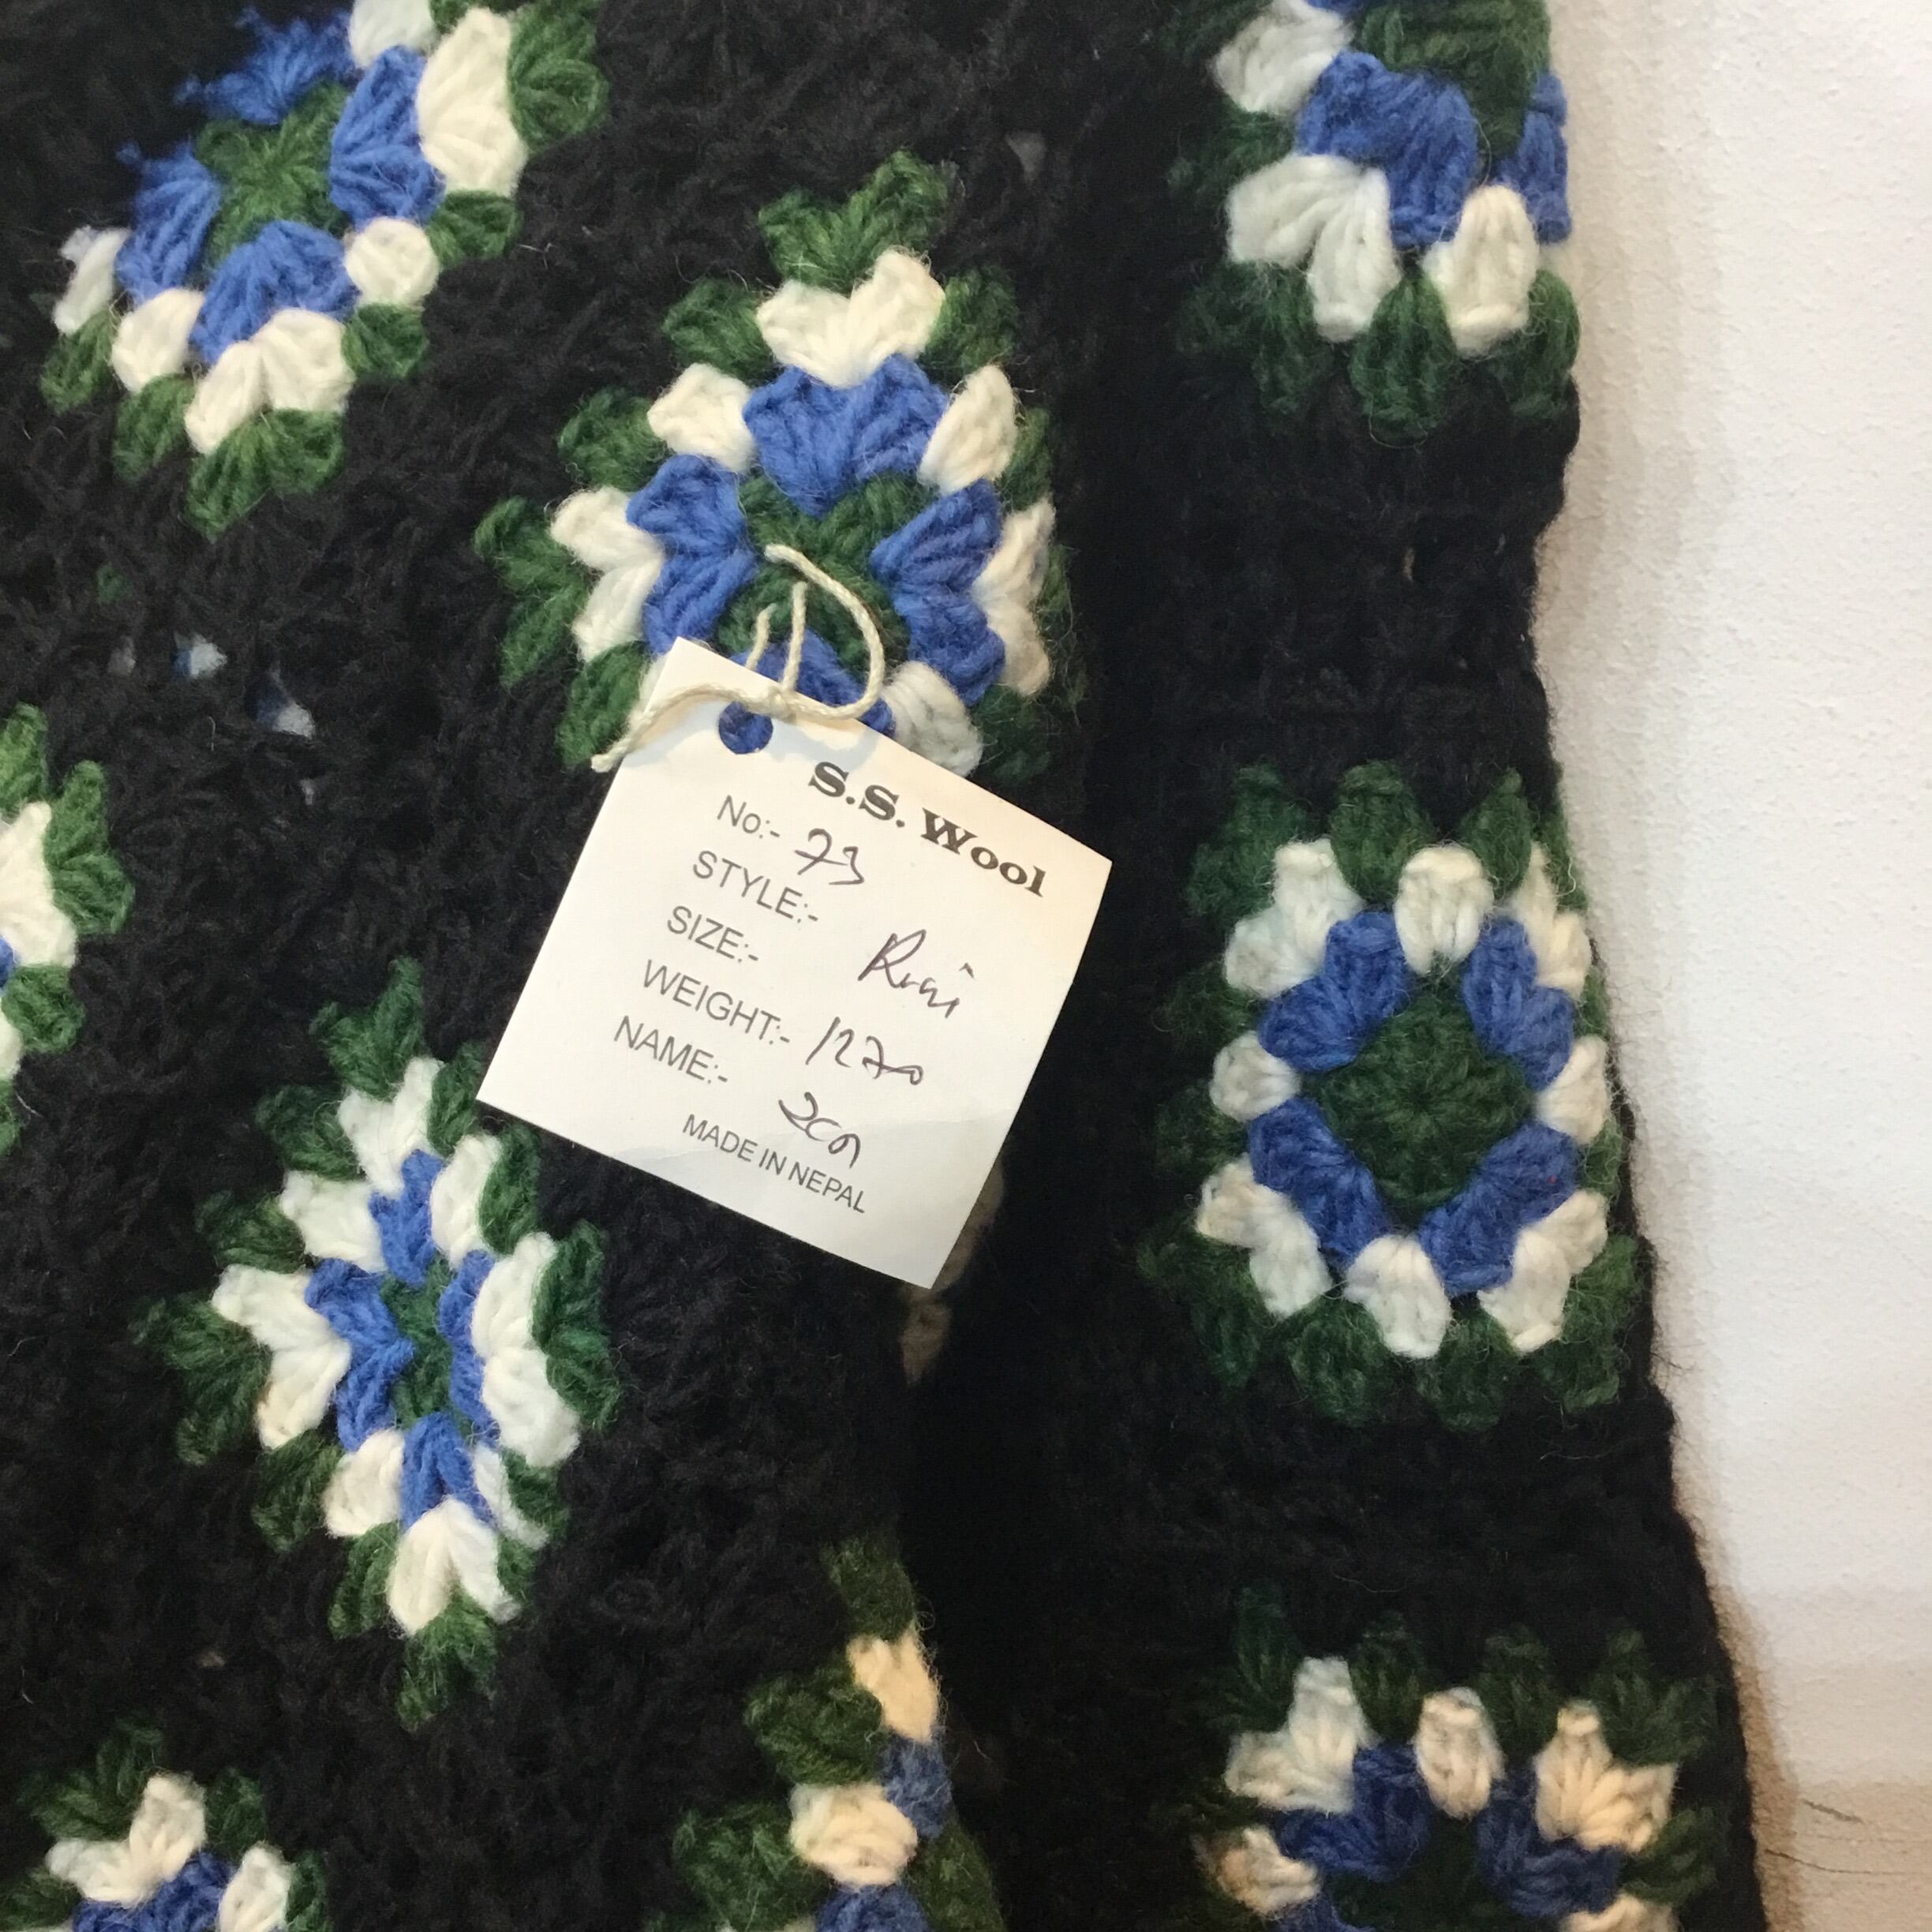 S.S. Wool
No:- 73
STYLE:-
SIZE:-
WEIGHT:- 1270
NAME:-
MADE IN NEPAL